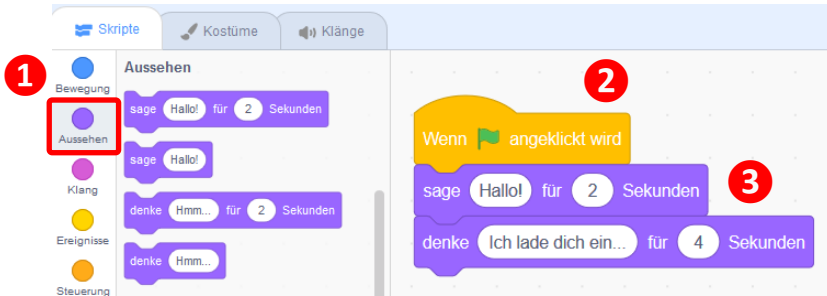 Skripte Kostüme Klänge
1
Bewegung
Aussehen
Klang
Ereignisse
Steuerung
Aussehen
sage Hallo! für 2 Sekunden
sage Hallo!
denke Hmm... für 2 Sekunden
denke Hmm...
2
Wenn angeklickt wird
3
sage Hallo! für 2 Sekunden
denke Ich lade dich ein... für 4 Sekunden